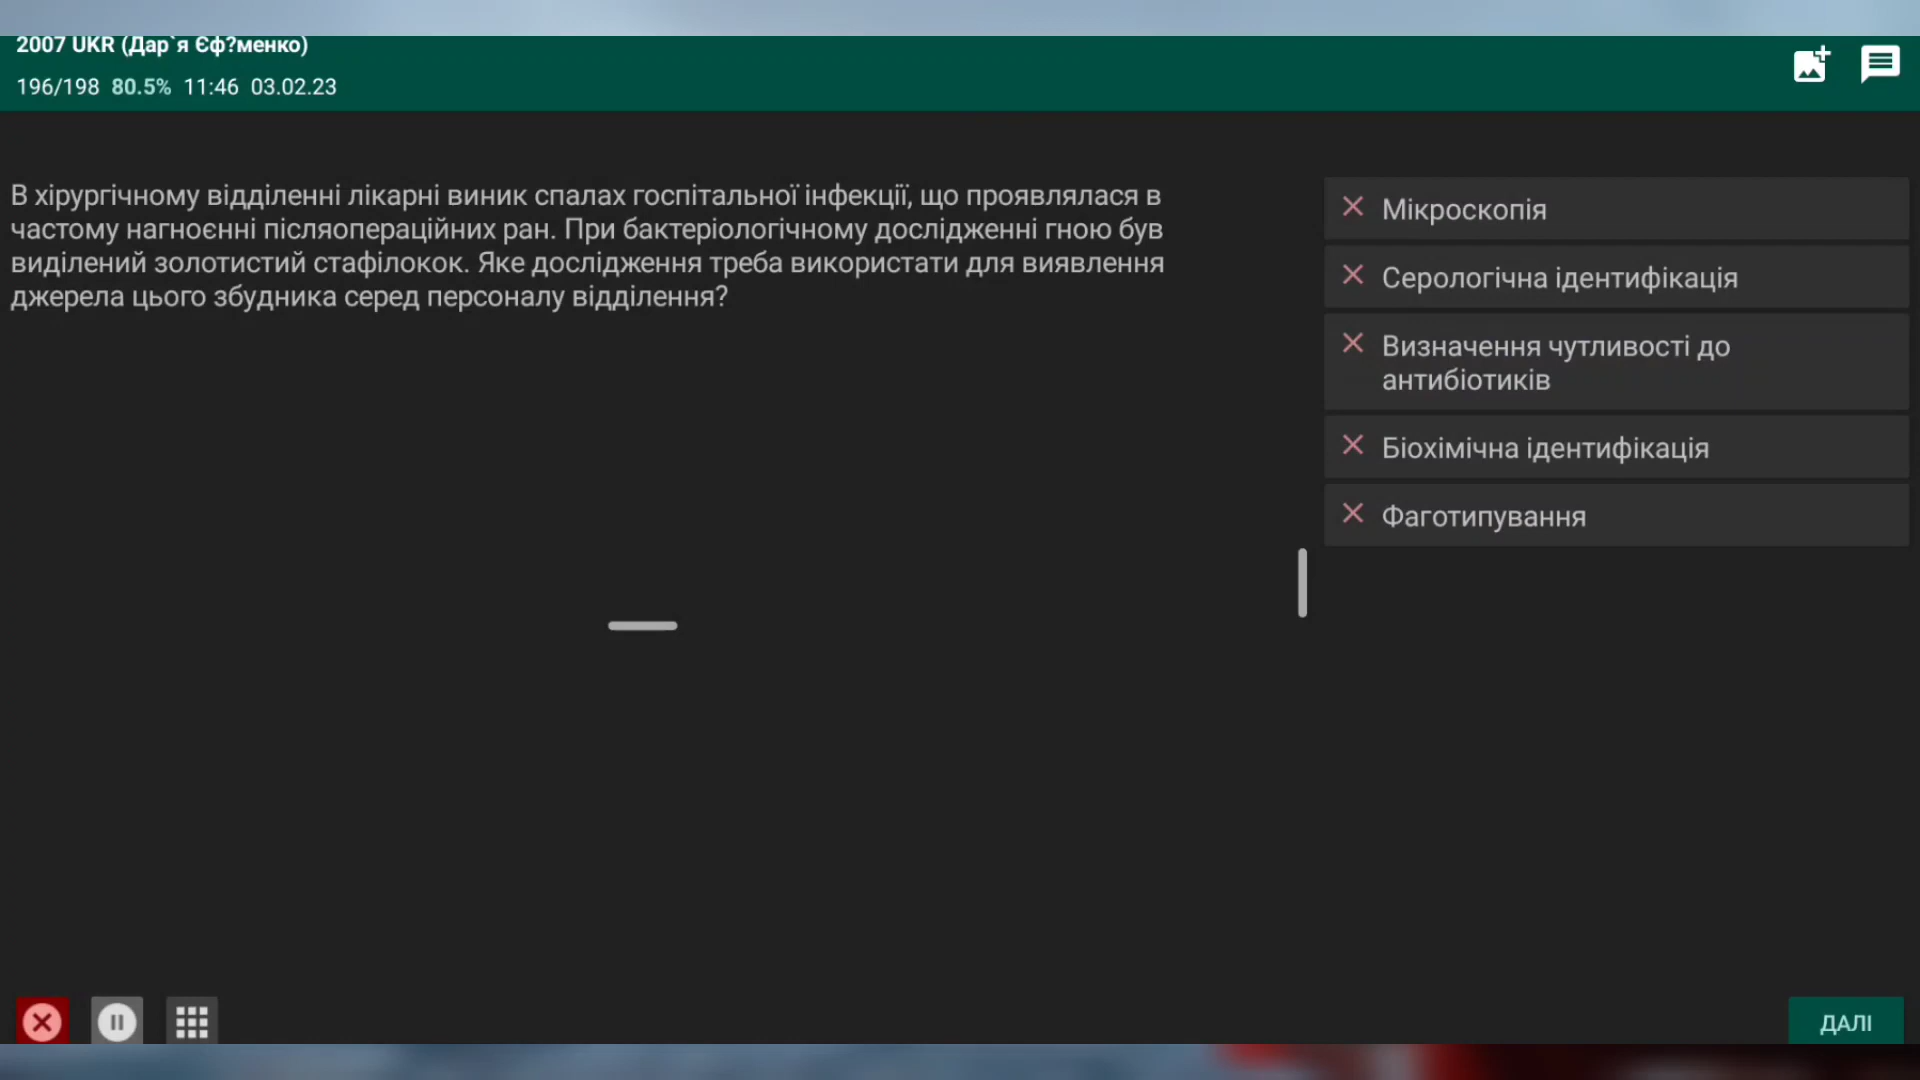 2007 UKR (Дар`я Єф?менко)
196/198 80.5% 11:46 03.02.23
В хірургічному відділенні лікарні виник спалах госпітальної інфекції, що проявлялася в
частому нагноєнні післяопераційних ран. При бактеріологічному дослідженні гною був
виділений золотистий стафілокок. Яке дослідження треба використати для виявлення
джерела цього збудника серед персоналу відділення?
Мікроскопія
Серологічна ідентифікація
Визначення чутливості до
антибіотиків
Біохімічна ідентифікація
Фаготипування
ДАЛІ